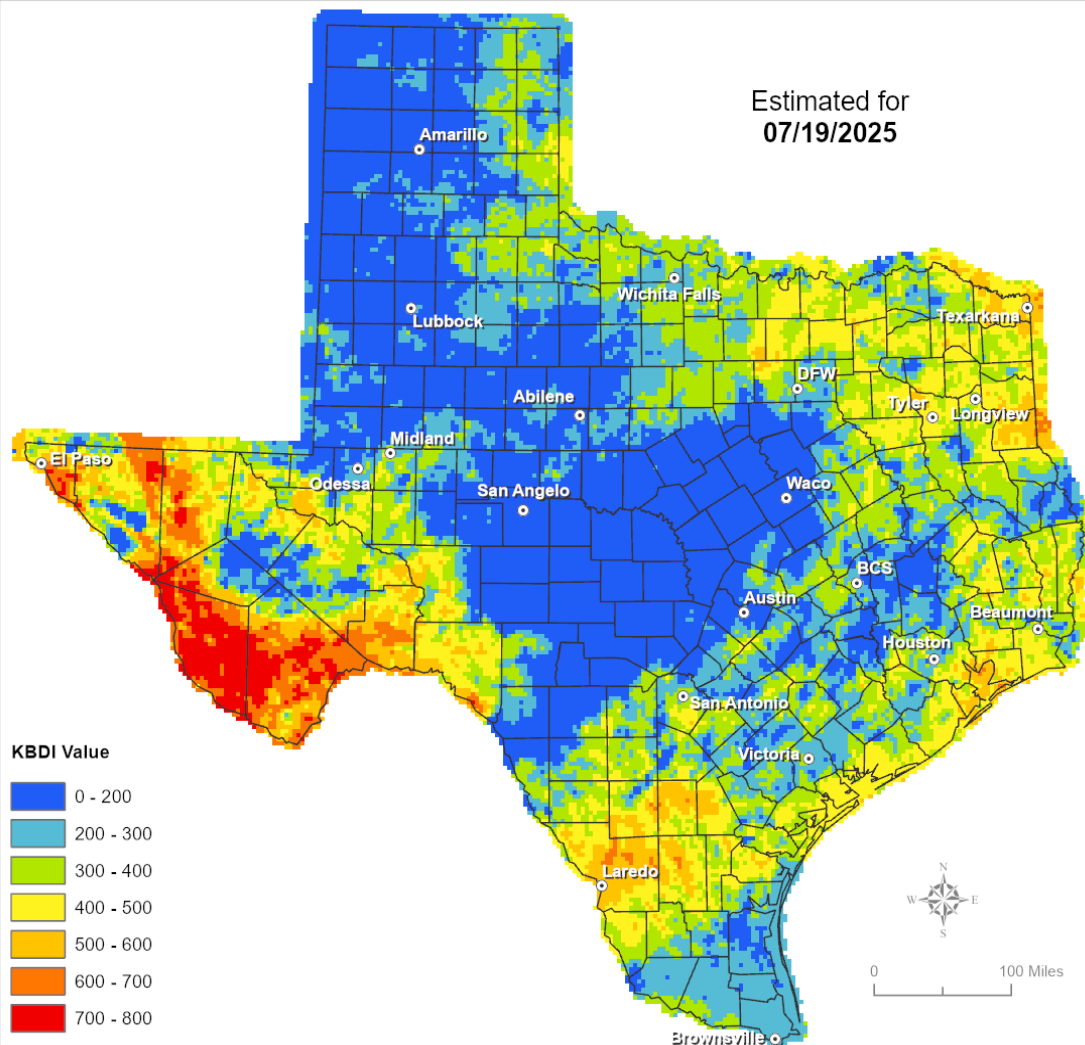 Estimated for
07/19/2025
Amarillo
Wichita Falls
Lubbock
Texarkana
DFW
Abilene
Tyler
Longview
Midland
El Paso
Odessa
Waco
San Angelo
BCS
Austin
Beaumont
Houston
San Antonio
Victoria
KBDI Value
0 - 200
200 - 300
300 - 400
400 - 500
500 - 600
600 - 700
700 - 800
Laredo
N
W E
S
0 100 Miles
Brownsville